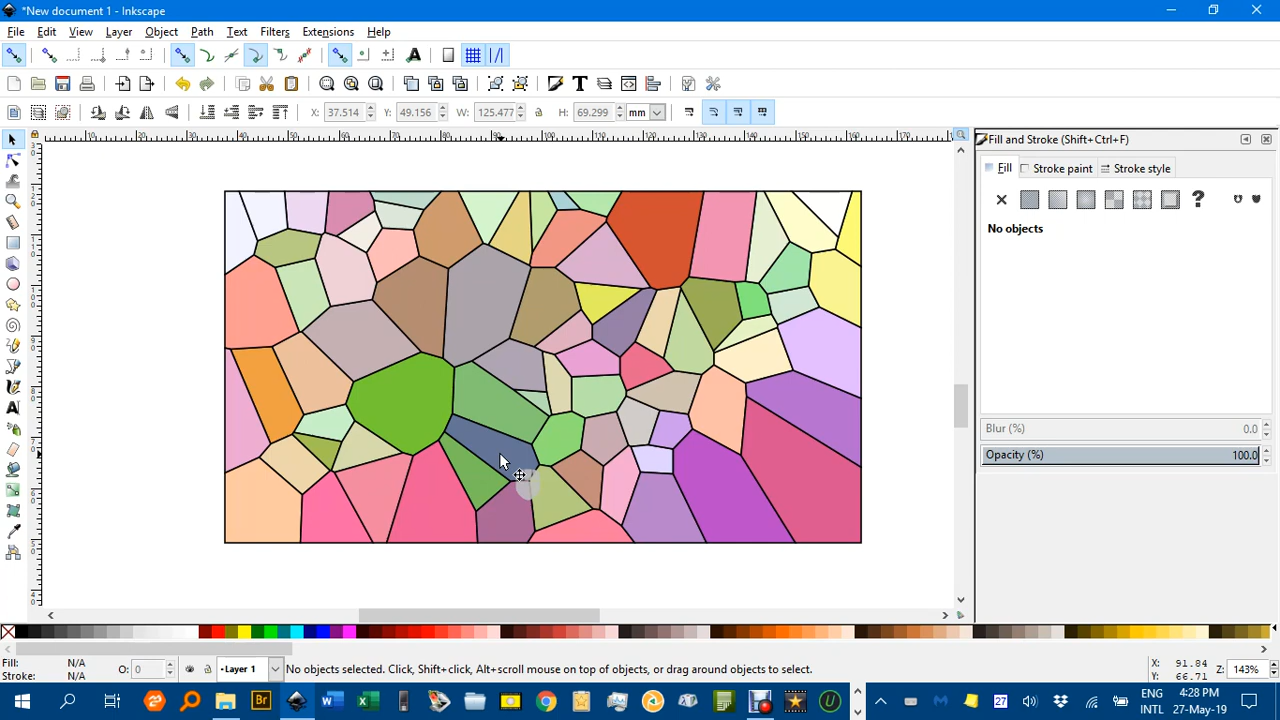 *New document 1 - Inkscape
File Edit View Layer Object Path Text Filters Extensions Help
X: 37.514 Y: 49.156 W: 125.477 H: 69.299 mm
Fill and Stroke (Shift+Ctrl+F)
Fill Stroke paint Stroke style
No objects
Blur (%) 0.0
Opacity (%) 100.0
Fill: N/A
Stroke: N/A
O: 0
Layer 1
No objects selected. Click, Shift+click, Alt+scroll mouse on top of objects, or drag around objects to select.
X: 91.84
Y: 66.71
Z: 143%
ENG
INTL
4:28 PM
27-May-19